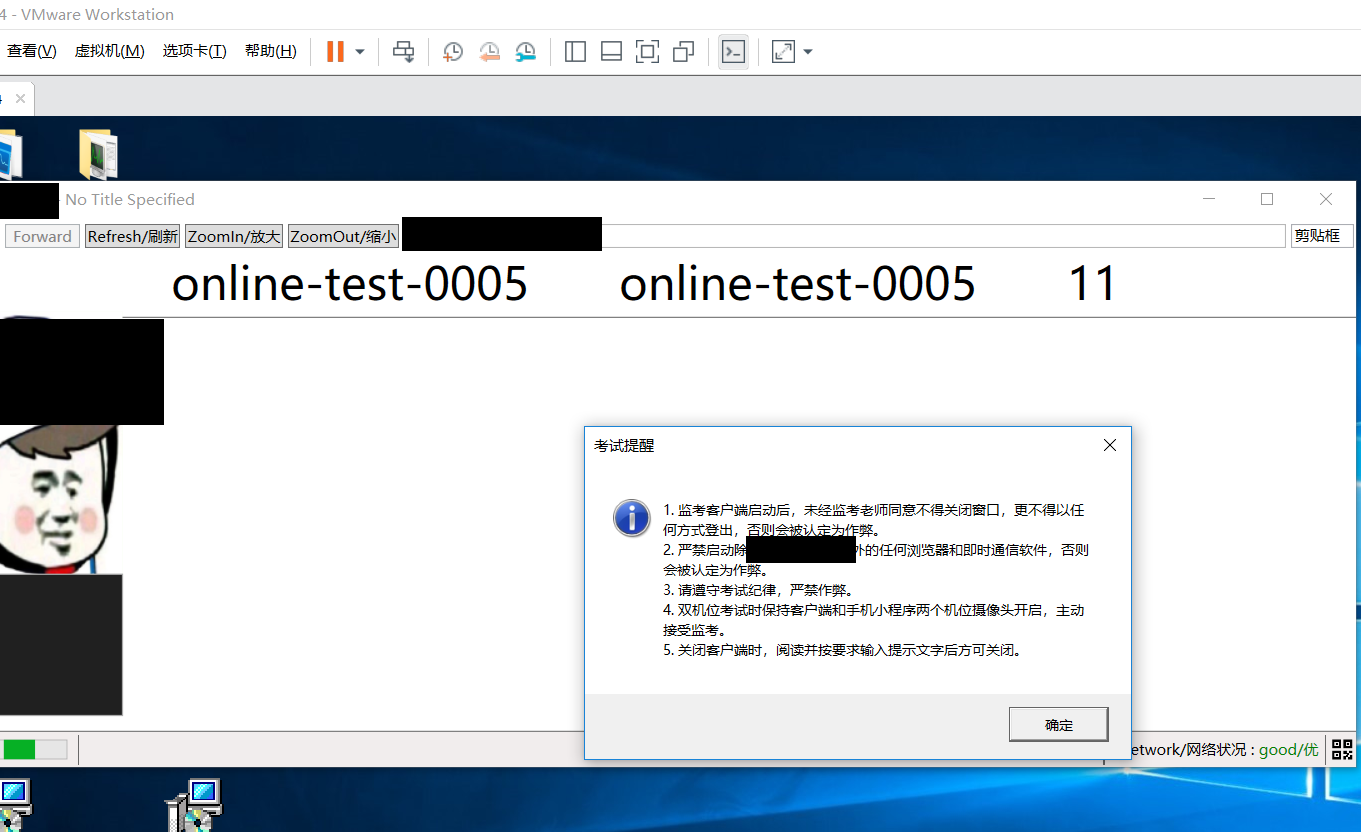 4 - VMware Workstation
查看(V) 虚拟机(M) 选项卡(T) 帮助(H)
4
No Title Specified
Forward Refresh/刷新 ZoomIn/放大 ZoomOut/缩小 剪贴框
online-test-0005 online-test-0005 11
考试提醒
1. 监考客户端启动后，未经监考老师同意不得关闭窗口，更不得以任
何方式登出，否则会被认定为作弊。
2. 严禁启动除 外的任何浏览器和即时通信软件，否则
会被认定为作弊。
3. 请遵守考试纪律，严禁作弊。
4. 双机位考试时保持客户端和手机小程序两个机位摄像头开启，主动
接受监考。
5. 关闭客户端时，阅读并按要求输入提示文字后方可关闭。
确定
etwork/网络状况 : good/优